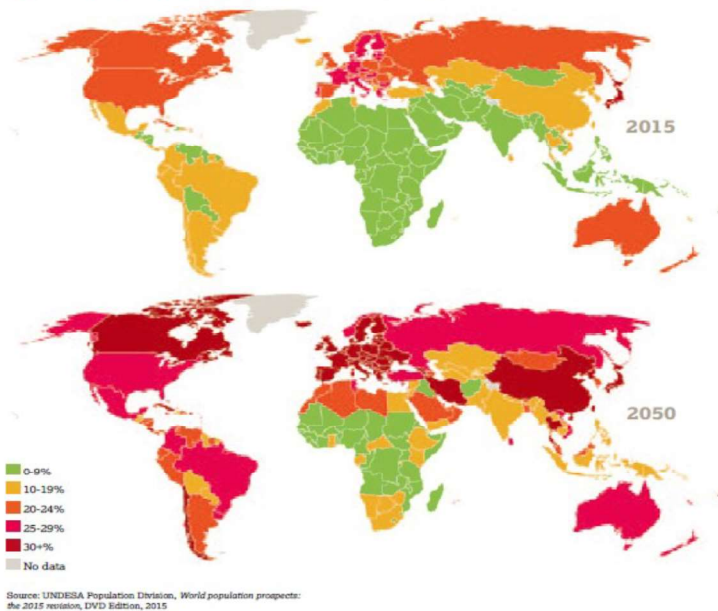 2015
2050
0-9%
10-19%
20-24%
25-29%
30+%
No data
Source: UNDESA Population Division, World population prospects:
the 2015 revision, DVD Edition, 2015